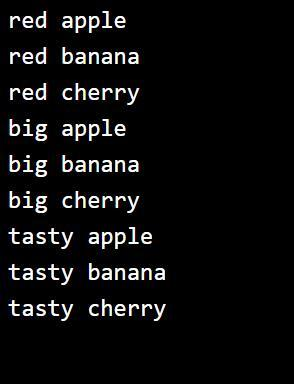 red apple
red banana
red cherry
big apple
big banana
big cherry
tasty apple
tasty banana
tasty cherry